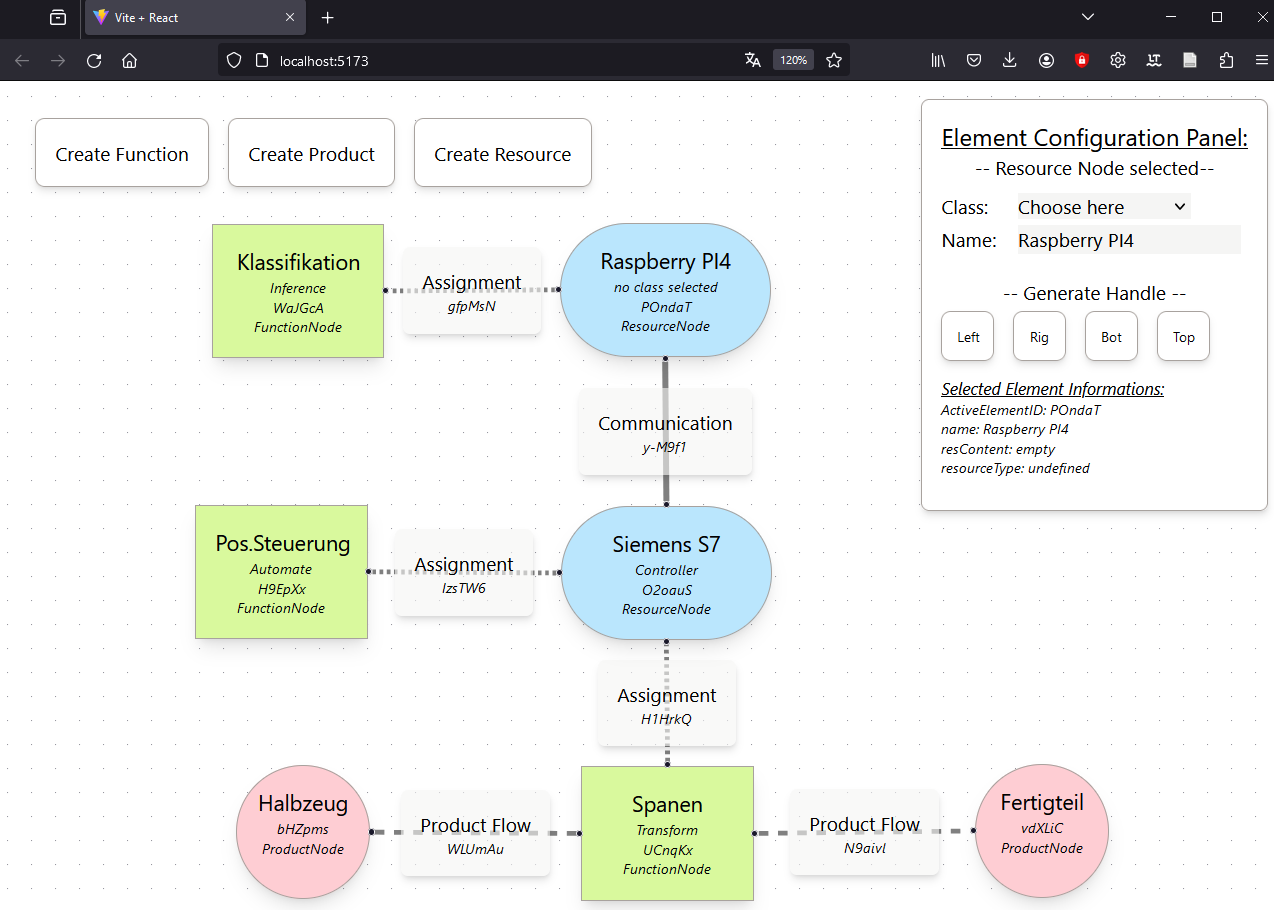 Vite + React
localhost:5173
120%
Create Function
Create Product
Create Resource
Element Configuration Panel:
-- Resource Node selected--
Class: Choose here
Name: Raspberry PI4
-- Generate Handle --
Left Rig Bot Top
Selected Element Informations:
ActiveElementID: POndaT
name: Raspberry PI4
resContent: empty
resourceType: undefined
Klassifikation
Inference
WaJGcA
FunctionNode
Assignment
gfpMsN
Raspberry PI4
no class selected
POndaT
ResourceNode
Communication
y-M9f1
Pos.Steuerung
Automate
H9EpXx
FunctionNode
Assignment
IzsTW6
Siemens S7
Controller
O2oauS
ResourceNode
Assignment
H1HrkQ
Halbzeug
bHZpms
ProductNode
Product Flow
WLUmAu
Spanen
Transform
UCnqKx
FunctionNode
Product Flow
N9aivl
Fertigteil
vdXLiC
ProductNode